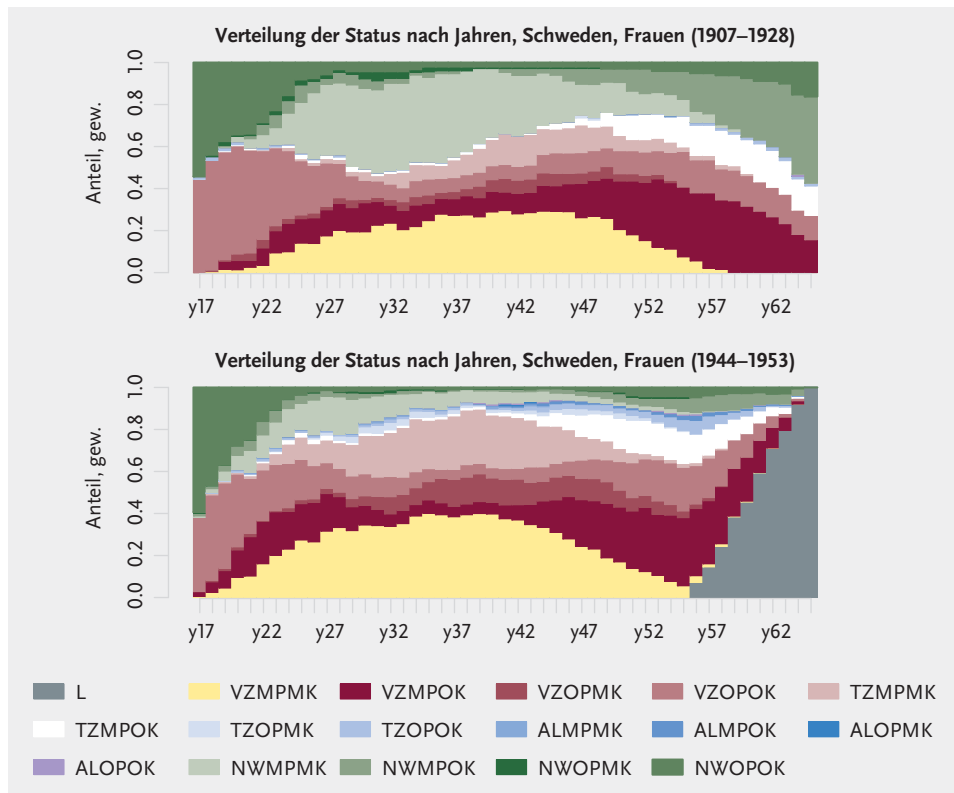 Verteilung der Status nach Jahren, Schweden, Frauen (1907–1928)
Anteil, gew.
0.0 0.2 0.4 0.6 0.8 1.0
y17 y22 y27 y32 y37 y42 y47 y52 y57 y62
Verteilung der Status nach Jahren, Schweden, Frauen (1944–1953)
Anteil, gew.
0.0 0.2 0.4 0.6 0.8 1.0
y17 y22 y27 y32 y37 y42 y47 y52 y57 y62
L VZMPMK VZMPOK VZOPMK VZOPOK TZMPMK
TZMPOK TZOPMK TZOPOK ALMPMK ALMPOK ALOPMK
ALOPOK NWMPMK NWMPOK NWOPMK NWOPOK